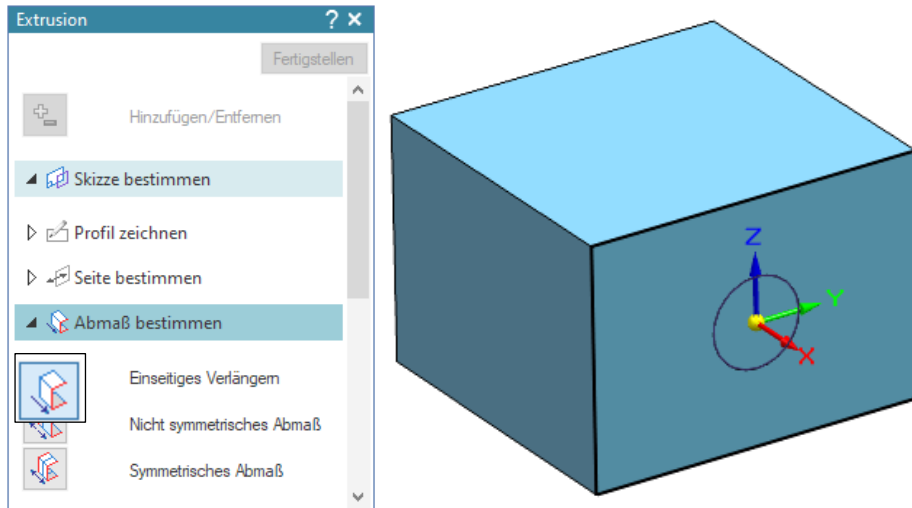 Extrusion ? ×
Fertigstellen
Hinzufügen/Entfernen
Skizze bestimmen
Profil zeichnen
Seite bestimmen
Abmaß bestimmen
Einseitiges Verlängern
Nicht symmetrisches Abmaß
Symmetrisches Abmaß
Z
Y
X